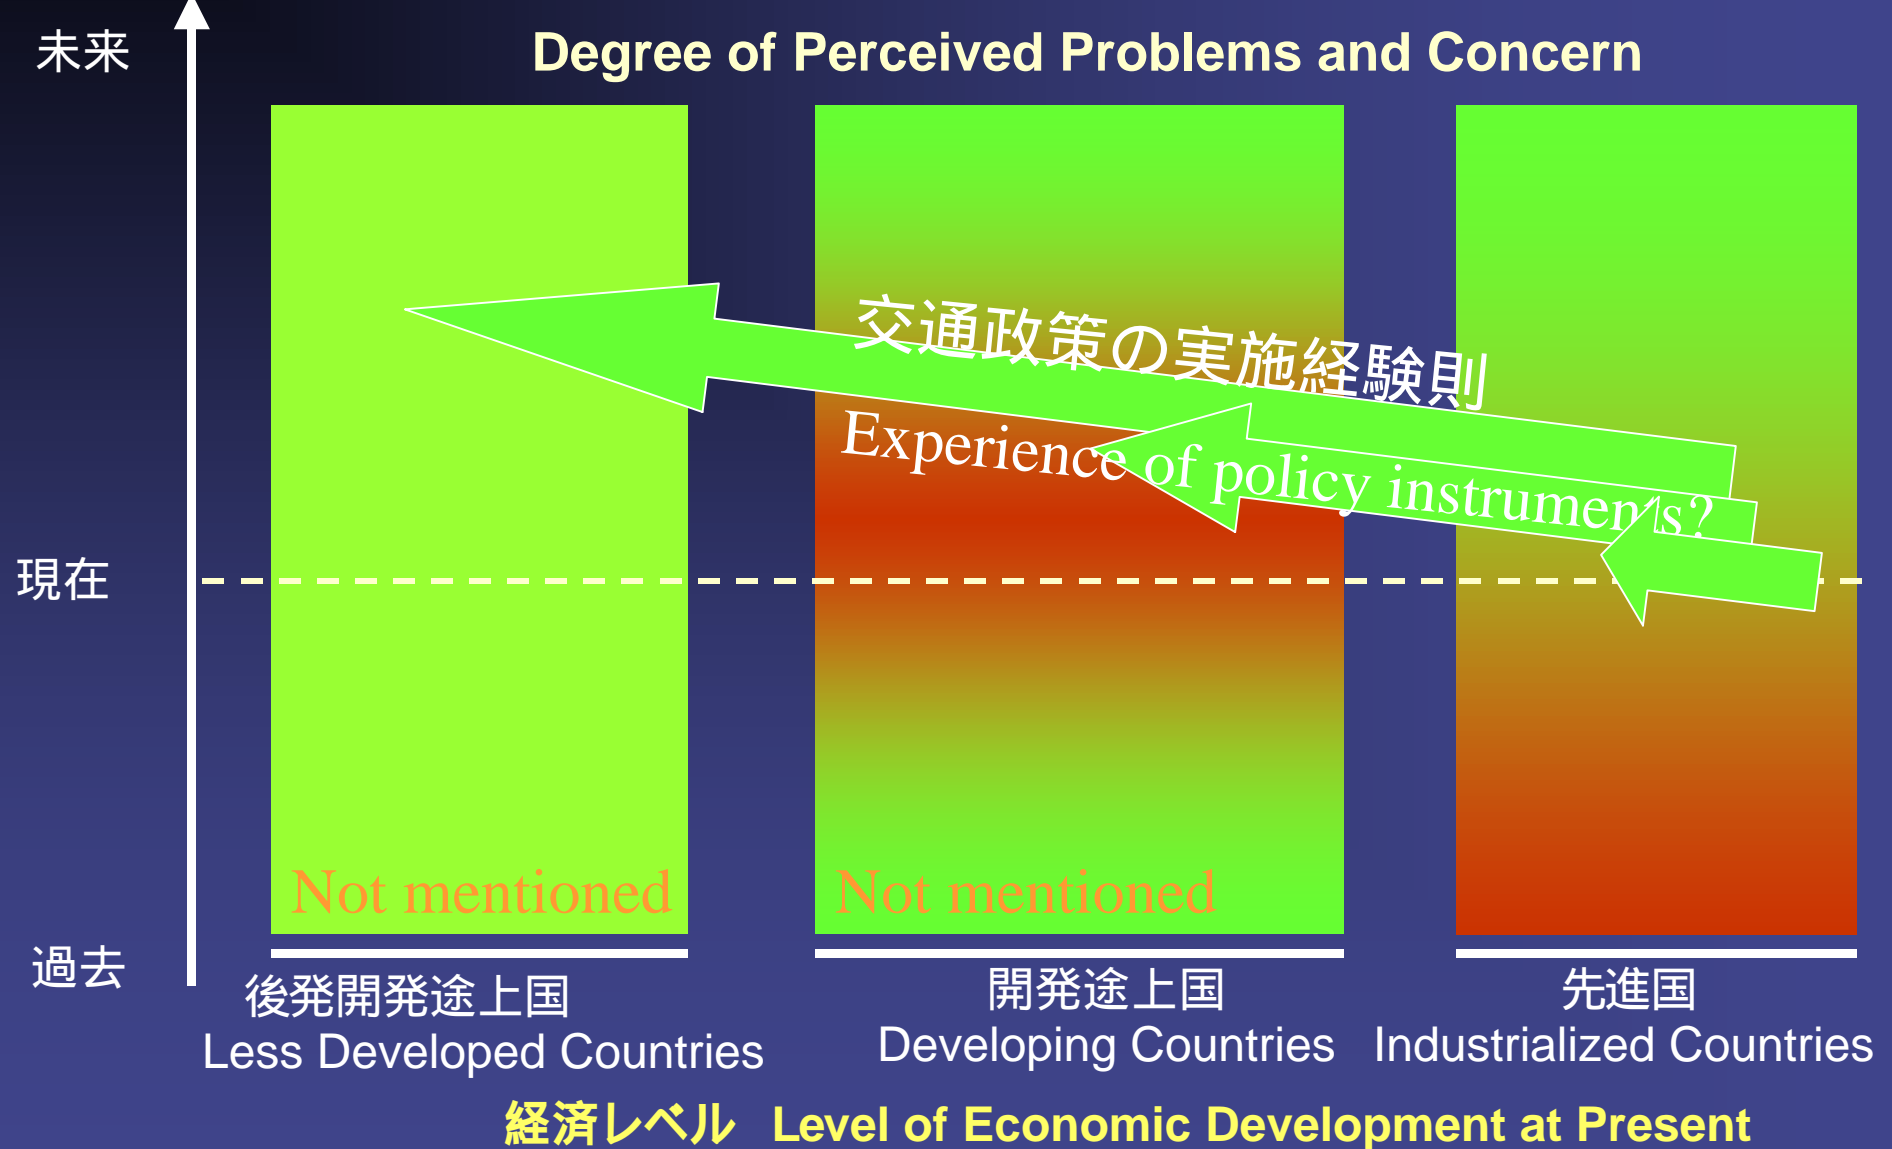 未来
Degree of Perceived Problems and Concern
交通政策の実施経験則
Experience of policy instruments?
現在
Not mentioned
Not mentioned
過去
後発開発途上国
Less Developed Countries
開発途上国
Developing Countries
先進国
Industrialized Countries
経済レベル Level of Economic Development at Present